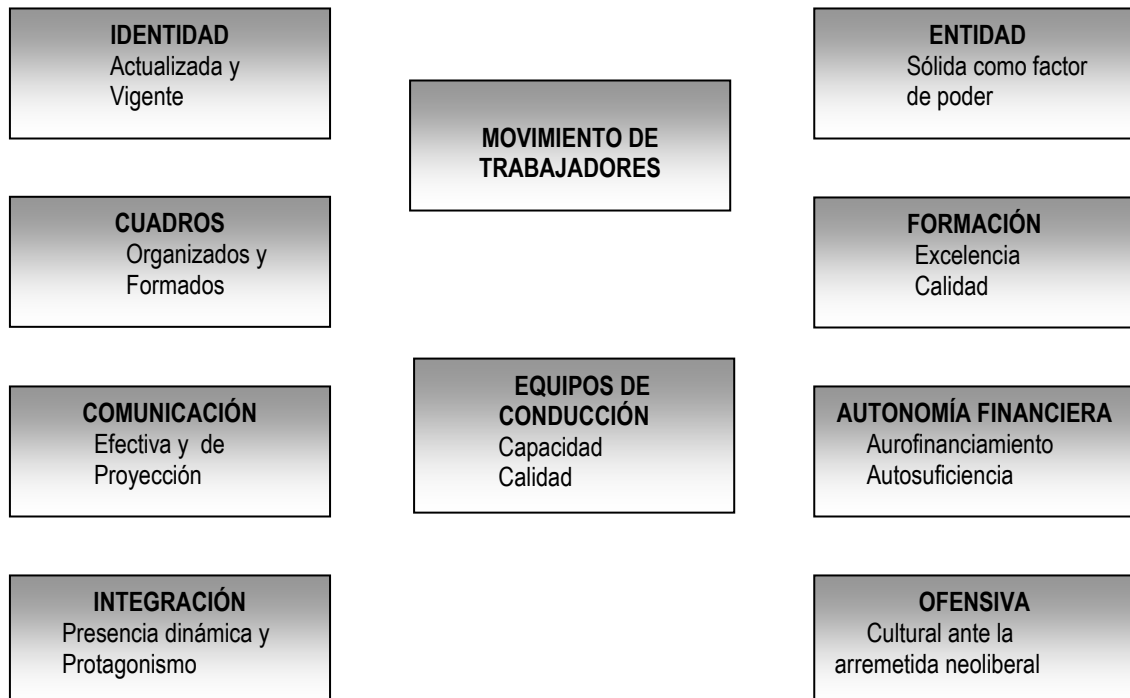 IDENTIDAD
Actualizada y
Vigente
ENTIDAD
Sólida como factor
de poder
MOVIMIENTO DE
TRABAJADORES
CUADROS
Organizados y
Formados
FORMACIÓN
Excelencia
Calidad
EQUIPOS DE
CONDUCCIÓN
Capacidad
Calidad
COMUNICACIÓN
Efectiva y de
Proyección
AUTONOMÍA FINANCIERA
Aurofinanciamiento
Autosuficiencia
INTEGRACIÓN
Presencia dinámica y
Protagonismo
OFENSIVA
Cultural ante la
arremetida neoliberal